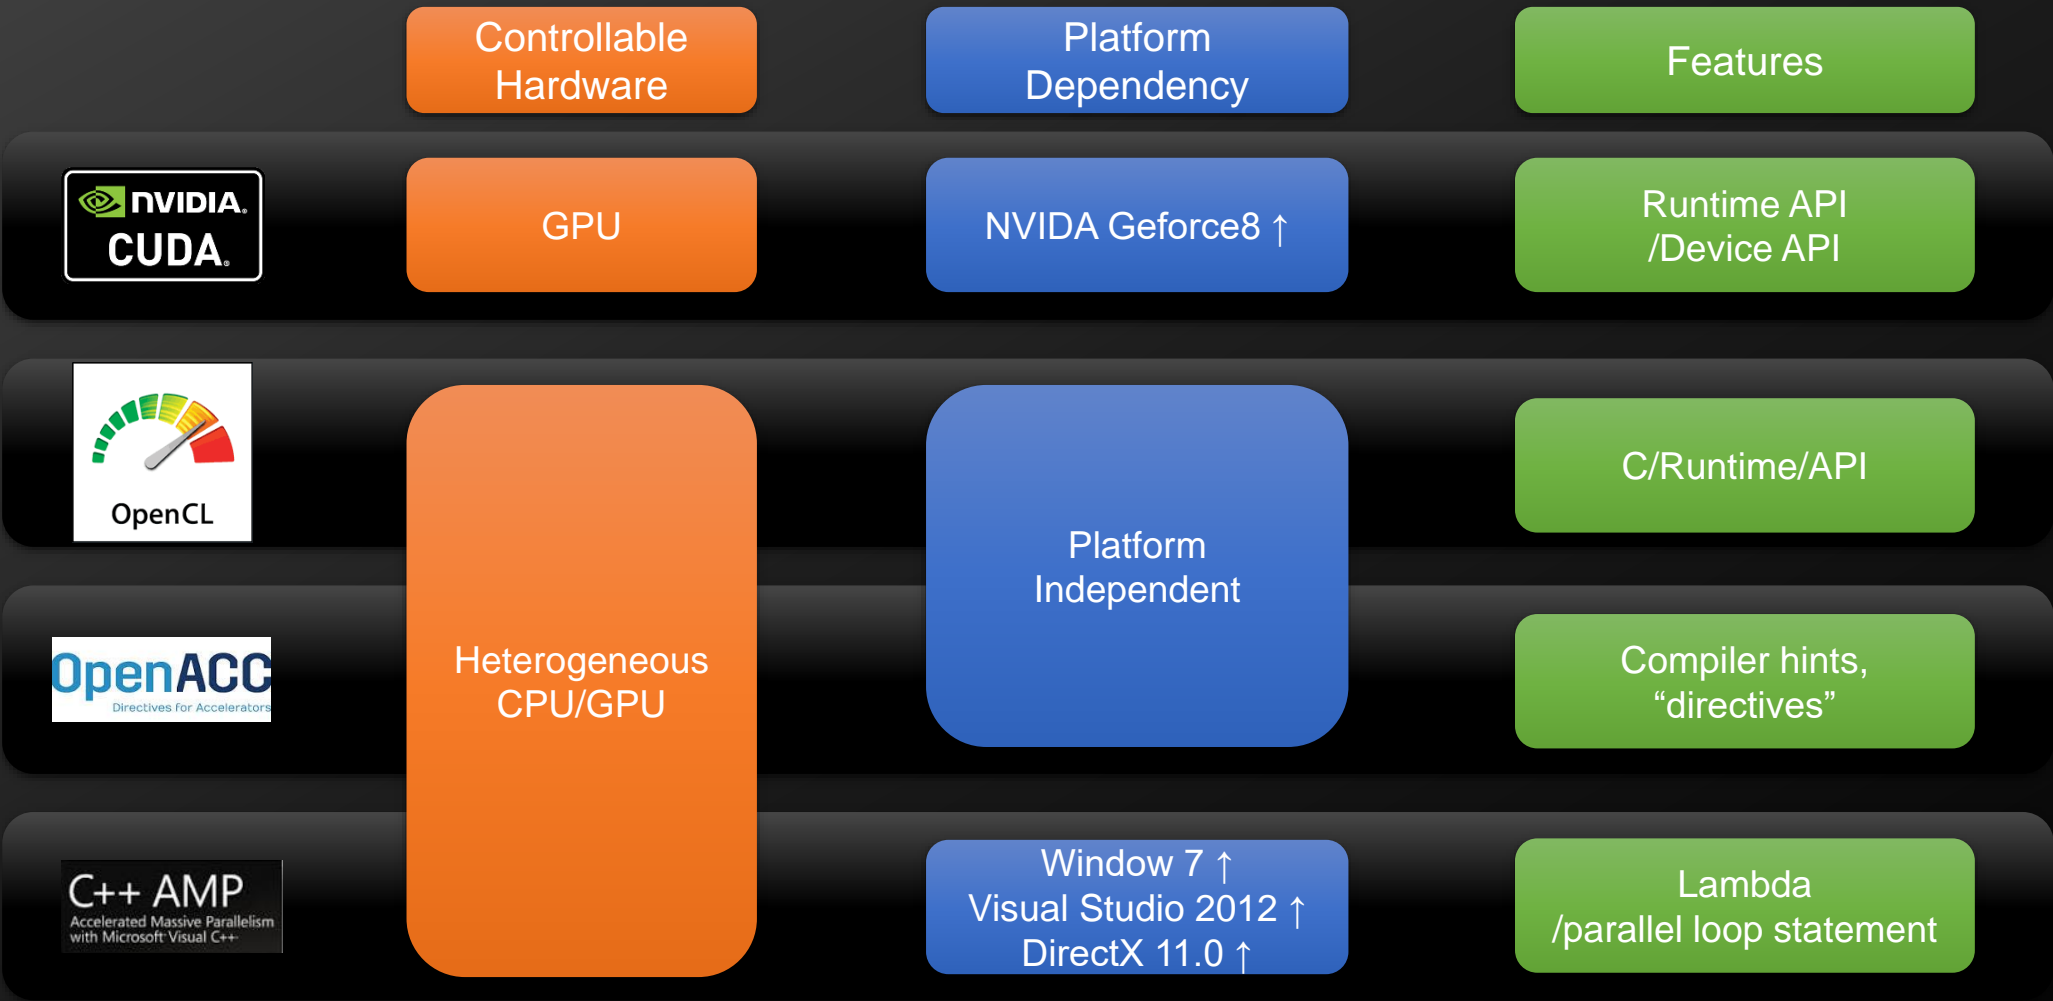 Controllable
Hardware
Platform
Dependency
Features
NVIDIA.
CUDA.
GPU
NVIDA Geforce8 ↑
Runtime API
/Device API
OpenCL
Heterogeneous
CPU/GPU
Platform
Independent
C/Runtime/API
OpenACC
Directives for Accelerators
Compiler hints,
“directives”
C++ AMP
Accelerated Massive Parallelism
with Microsoft Visual C++
Window 7 ↑
Visual Studio 2012 ↑
DirectX 11.0 ↑
Lambda
/parallel loop statement